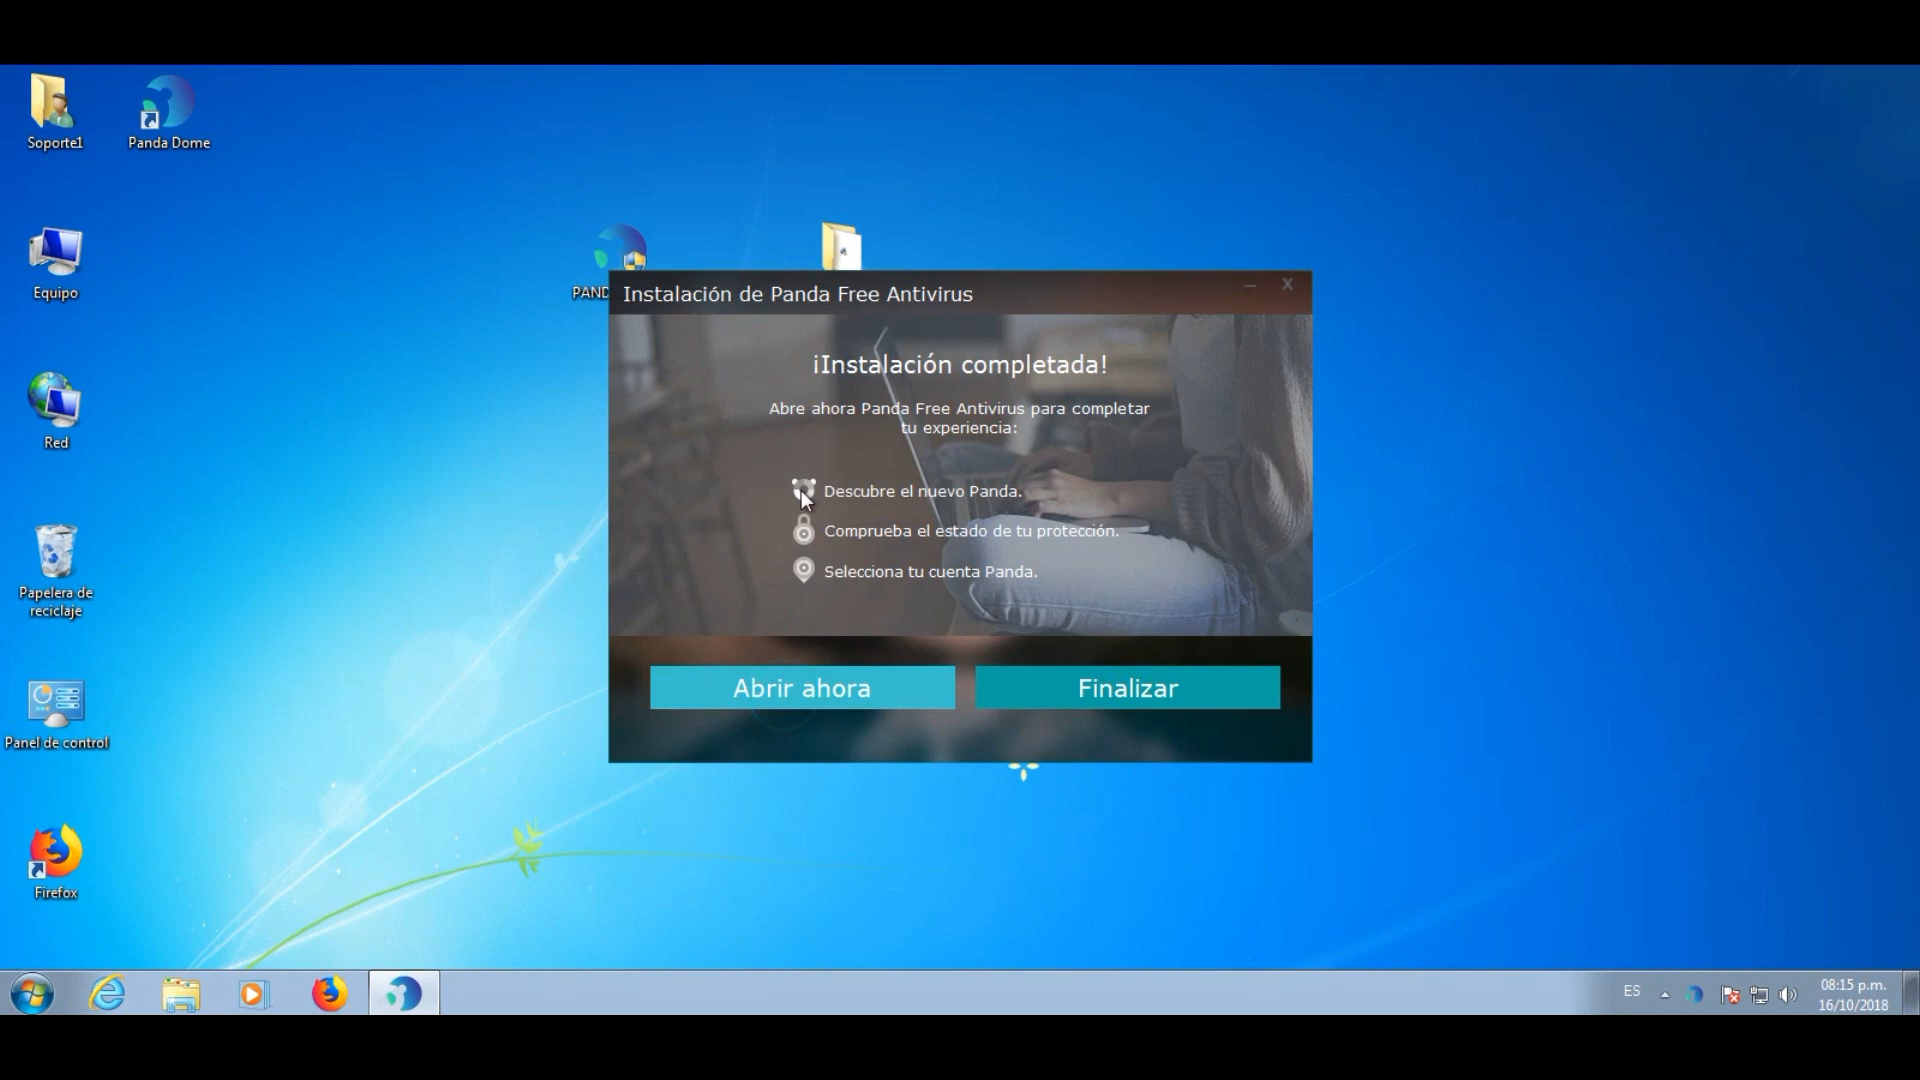 Soporte1
Panda Dome
Equipo
PAND
Red
Papelera de
reciclaje
Panel de control
Firefox
Instalación de Panda Free Antivirus
¡Instalación completada!
Abre ahora Panda Free Antivirus para completar
tu experiencia:
Descubre el nuevo Panda.
Comprueba el estado de tu protección.
Selecciona tu cuenta Panda.
Abrir ahora
Finalizar
ES
08:15 p.m.
16/10/2018